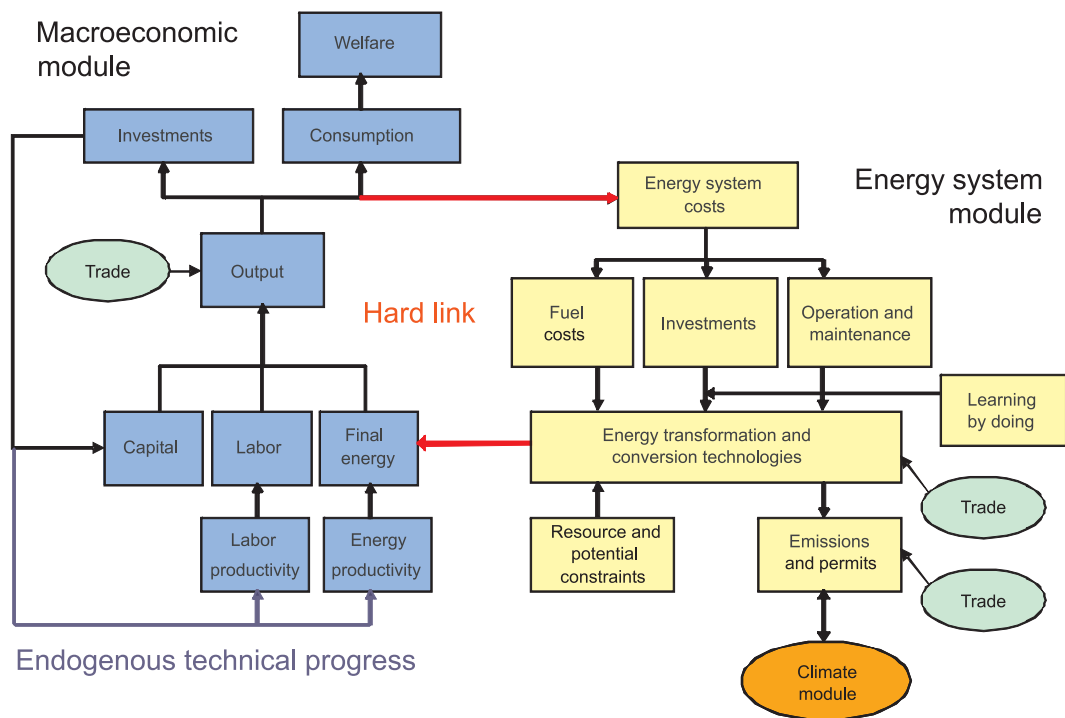 Macroeconomic
module
Welfare
Investments
Consumption
Energy system
costs
Energy system
module
Trade
Output
Hard link
Fuel
costs
Investments
Operation and
maintenance
Learning
by doing
Capital
Labor
Final
energy
Energy transformation and
conversion technologies
Trade
Labor
productivity
Energy
productivity
Resource and
potential
constraints
Emissions
and permits
Trade
Endogenous technical progress
Climate
module